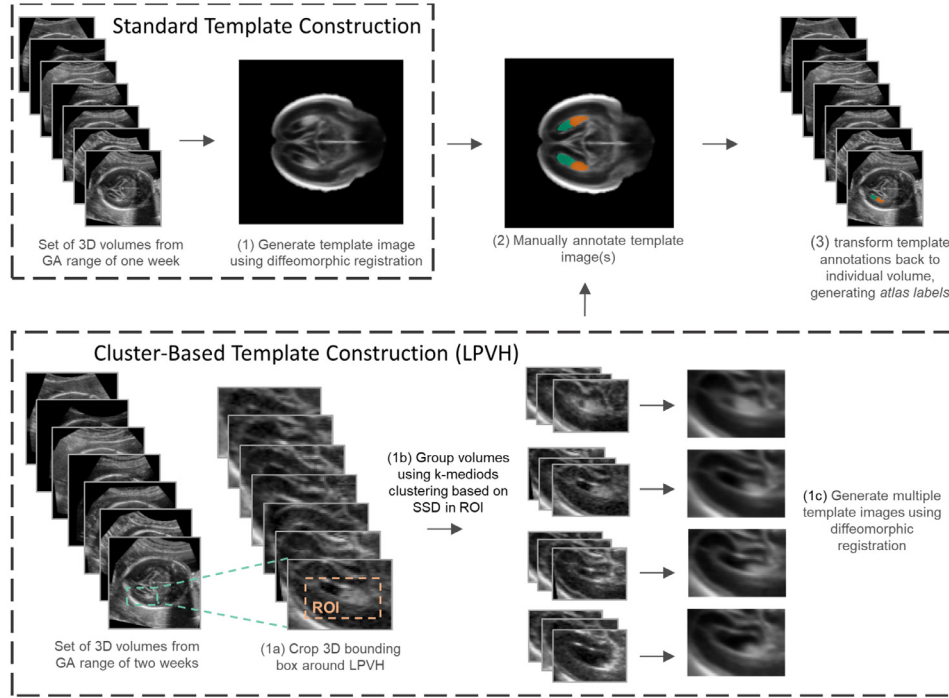 Standard Template Construction
Set of 3D volumes from
GA range of one week
(1) Generate template image
using diffeomorphic registration
(2) Manually annotate template
image(s)
(3) transform template
annotations back to
individual volume,
generating atlas labels
Cluster-Based Template Construction (LPVH)
Set of 3D volumes from
GA range of two weeks
ROI
(1a) Crop 3D bounding
box around LPVH
(1b) Group volumes
using k-mediods
clustering based on
SSD in ROI
(1c) Generate multiple
template images using
diffeomorphic
registration